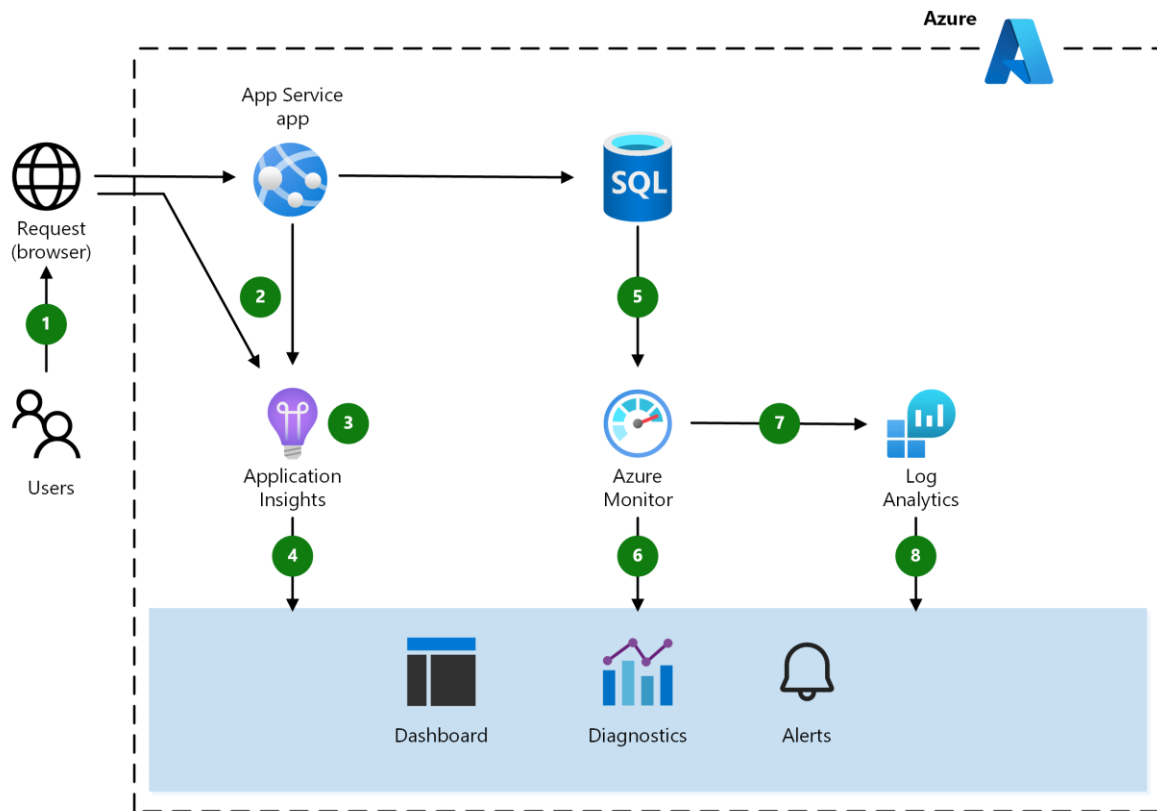 Azure
App Service
app
SQL
Request
(browser)
1
2
5
Users
3
7
Application
Insights
Azure
Monitor
Log
Analytics
4
6
8
Dashboard
Diagnostics
Alerts